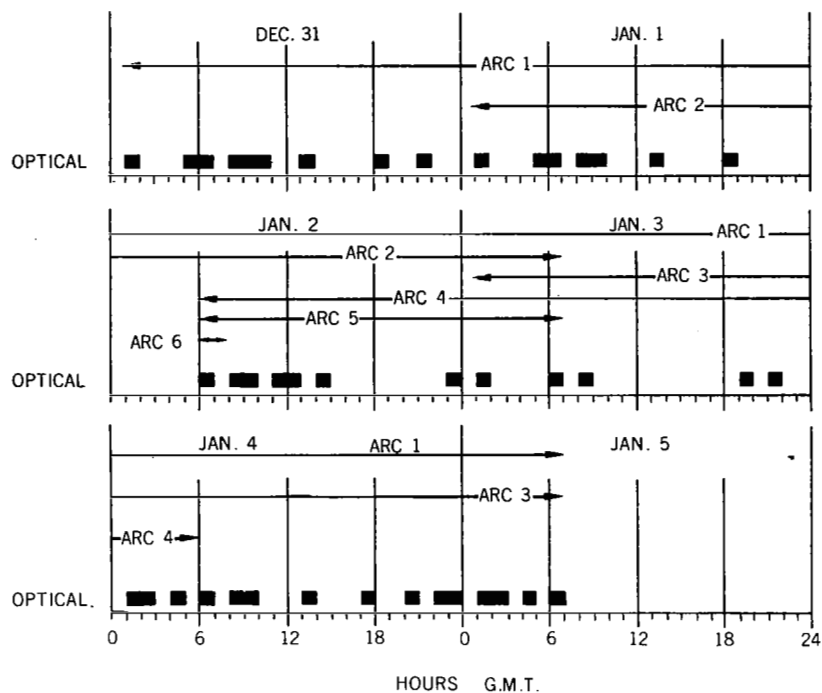 DEC. 31 JAN. 1
ARC 1
ARC 2
OPTICAL
JAN. 2 JAN. 3
ARC 1
ARC 2
ARC 3
ARC 4
ARC 5
ARC 6
OPTICAL
JAN. 4 ARC 1 JAN. 5
ARC 3
ARC 4
OPTICAL.
0 6 12 18 0 6 12 18 24
HOURS G.M.T.